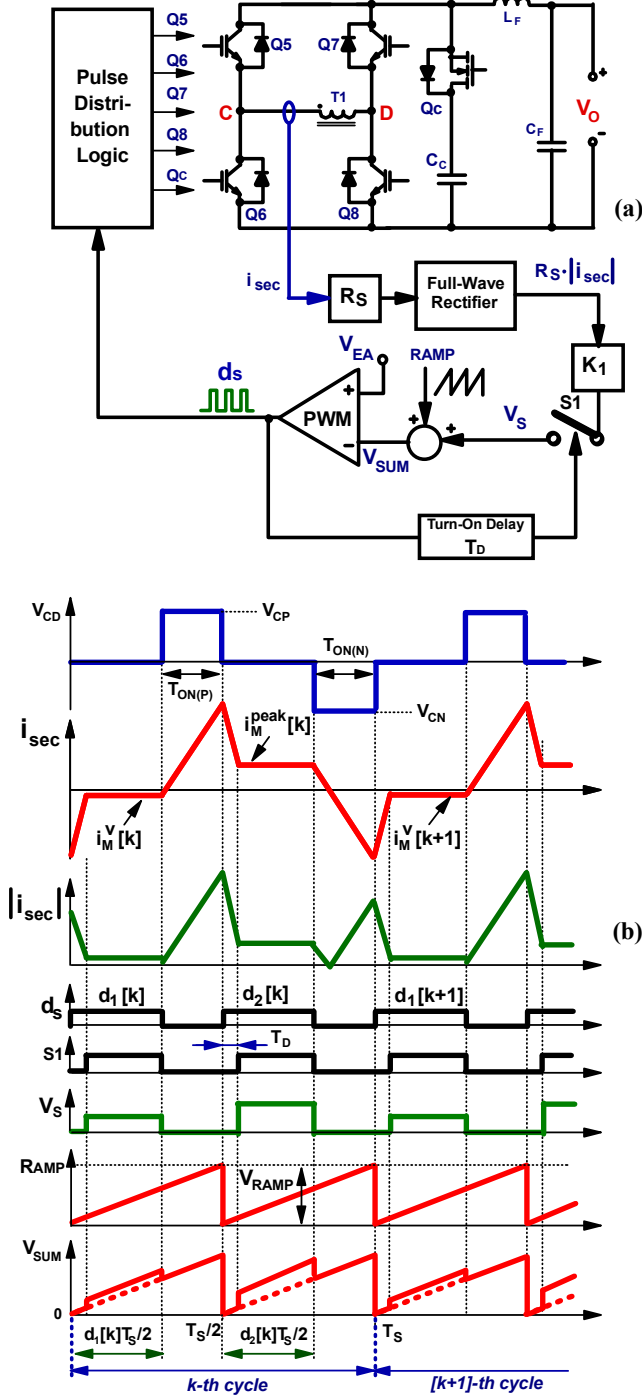 Q5
Q6
Q7
Q8
QC
Pulse
Distri-
bution
Logic
Q5
Q7
LF
T1
C
D
Qc
CC
CF
+
VO
-
Q6
Q8
(a)
isec
RS
Full-Wave
Rectifier
RS·|isec|
VEA
RAMP
K1
ds
S1
+
PWM
-
+
+
VS
VSUM
Turn-On Delay
TD
VCD
VCP
TON(N)
TON(P)
VCN
isec
iM^peak[k]
iM^V[k]
iM^V[k+1]
|isec|
(b)
ds
d1[k]
d2[k]
d1[k+1]
TD
S1
VS
RAMP
VRAMP
VSUM
0
d1[k]TS/2
TS/2
d2[k]TS/2
TS
k-th cycle
[k+1]-th cycle